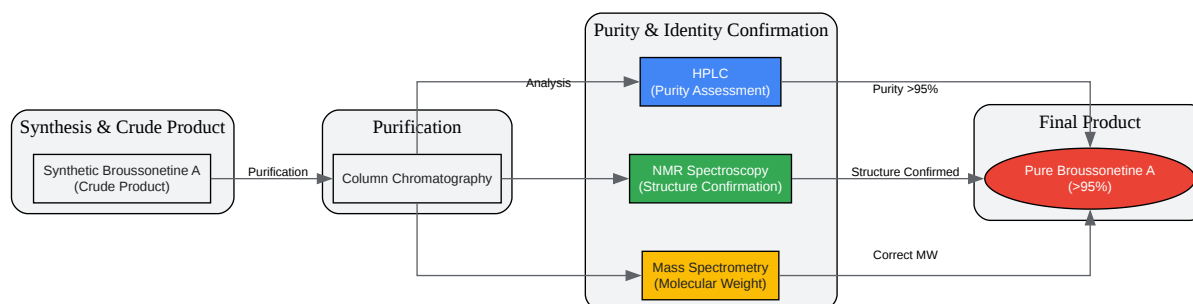 Synthesis & Crude Product
Synthetic Broussonetine A
(Crude Product)
Purification
Purification
Column Chromatography
Analysis
Purity & Identity Confirmation
HPLC
(Purity Assessment)
NMR Spectroscopy
(Structure Confirmation)
Mass Spectrometry
(Molecular Weight)
Purity >95%
Structure Confirmed
Correct MW
Final Product
Pure Broussonetine A
(>95%)